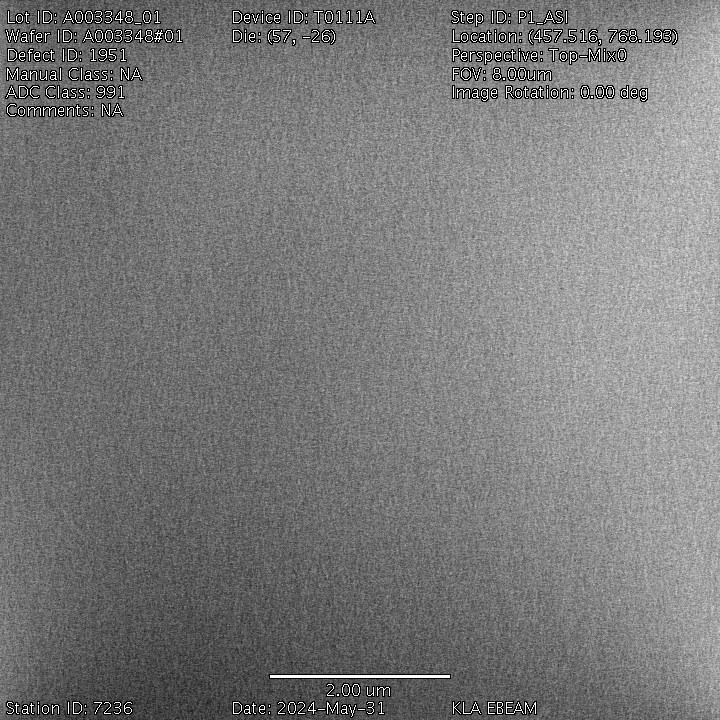 Lot ID: A003348_01
Wafer ID: A003348#01
Defect ID: 1951
Manual Class: NA
ADC Class: 991
Comments: NA
Device ID: T0111A
Die: (57, -26)
Step ID: P1_ASI
Location: (457.516, 768.193)
Perspective: Top-Mix0
FOV: 8.00um
Image Rotation: 0.00 deg
2.00 um
Station ID: 7236
Date: 2024-May-31
KLA EBEAM